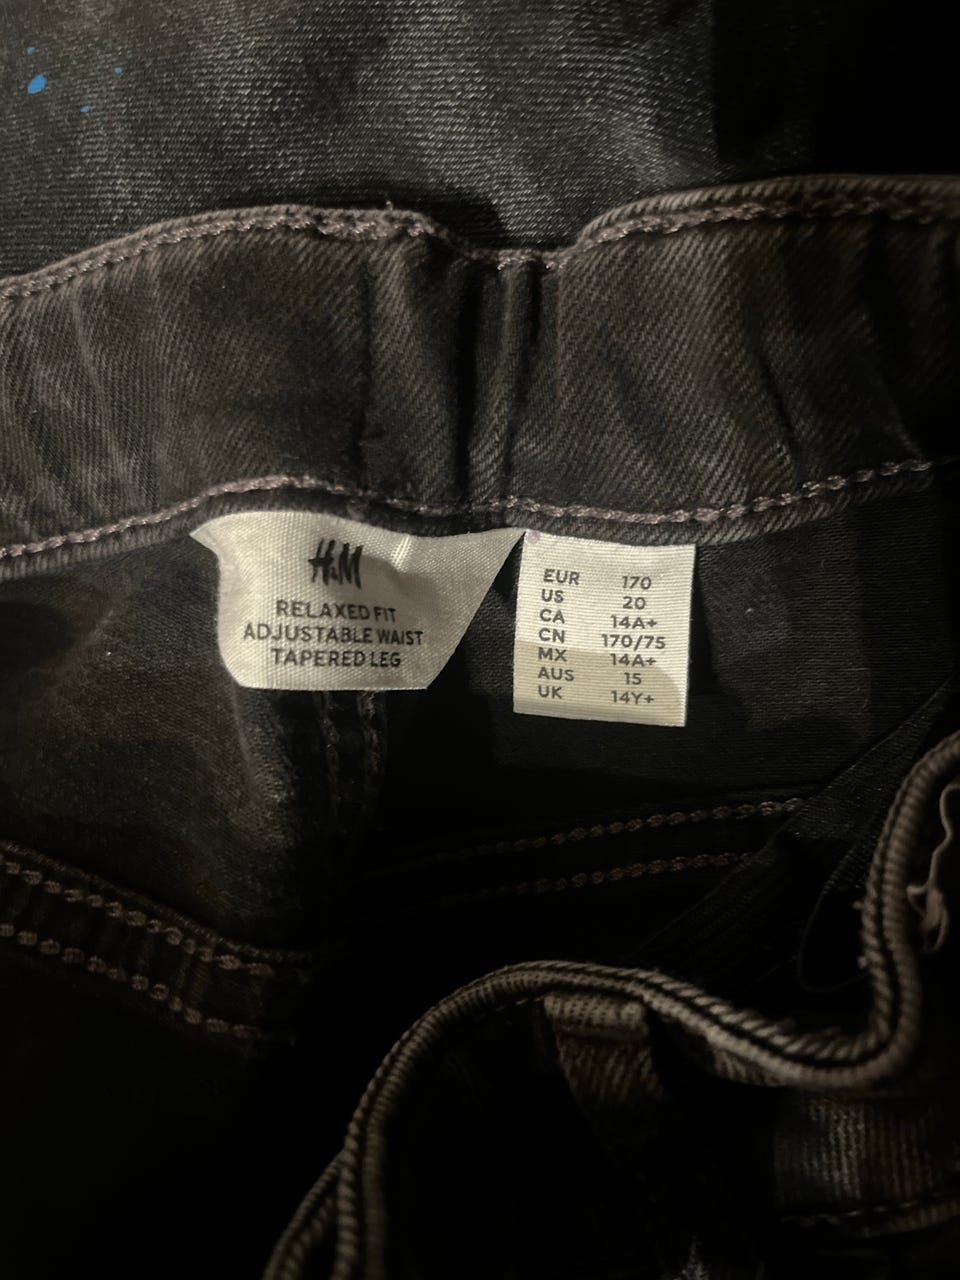 H&M
RELAXED FIT
ADJUSTABLE WAIST
TAPERED LEG
EUR 170
US 20
CA 14A+
CN 170/75
MX 14A+
AUS 15
UK 14Y+